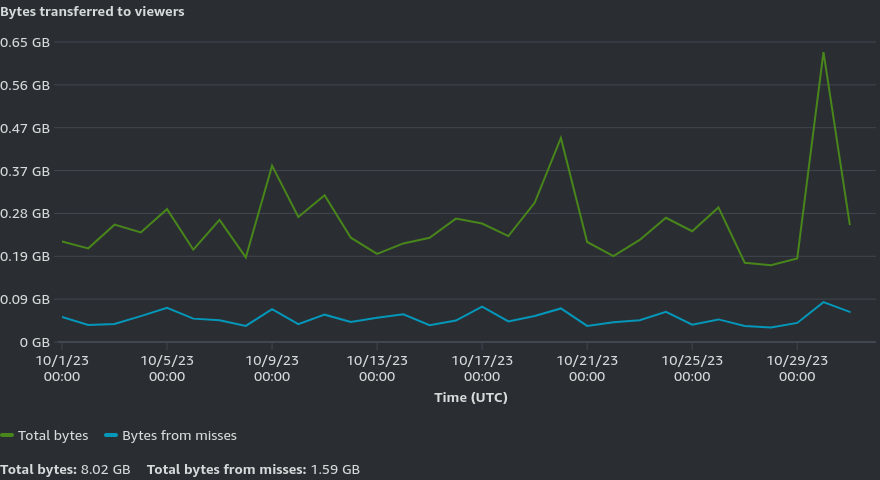 Bytes transferred to viewers
0.65 GB
0.56 GB
0.47 GB
0.37 GB
0.28 GB
0.19 GB
0.09 GB
0 GB
10/1/23 10/5/23 10/9/23 10/13/23 10/17/23 10/21/23 10/25/23 10/29/23
00:00 00:00 00:00 00:00 00:00 00:00 00:00 00:00
Time (UTC)
Total bytes Bytes from misses
Total bytes: 8.02 GB Total bytes from misses: 1.59 GB